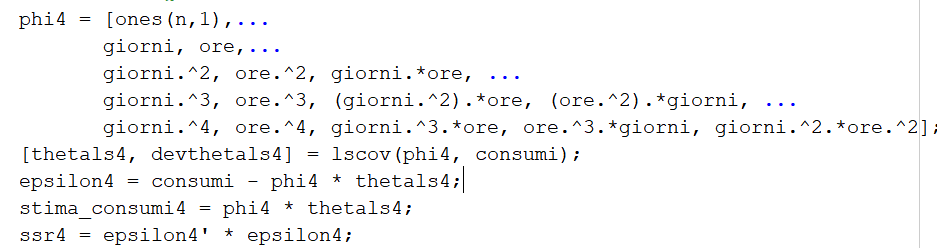 phi4 = [ones(n,1),...
giorni, ore,...
giorni.^2, ore.^2, giorni.*ore, ...
giorni.^3, ore.^3, (giorni.^2).*ore, (ore.^2).*giorni, ...
giorni.^4, ore.^4, giorni.^3.*ore, ore.^3.*giorni, giorni.^2.*ore.^2];
[thetals4, devthetals4] = lscov(phi4, consumi);
epsilon4 = consumi - phi4 * thetals4;
stima_consumi4 = phi4 * thetals4;
ssr4 = epsilon4' * epsilon4;